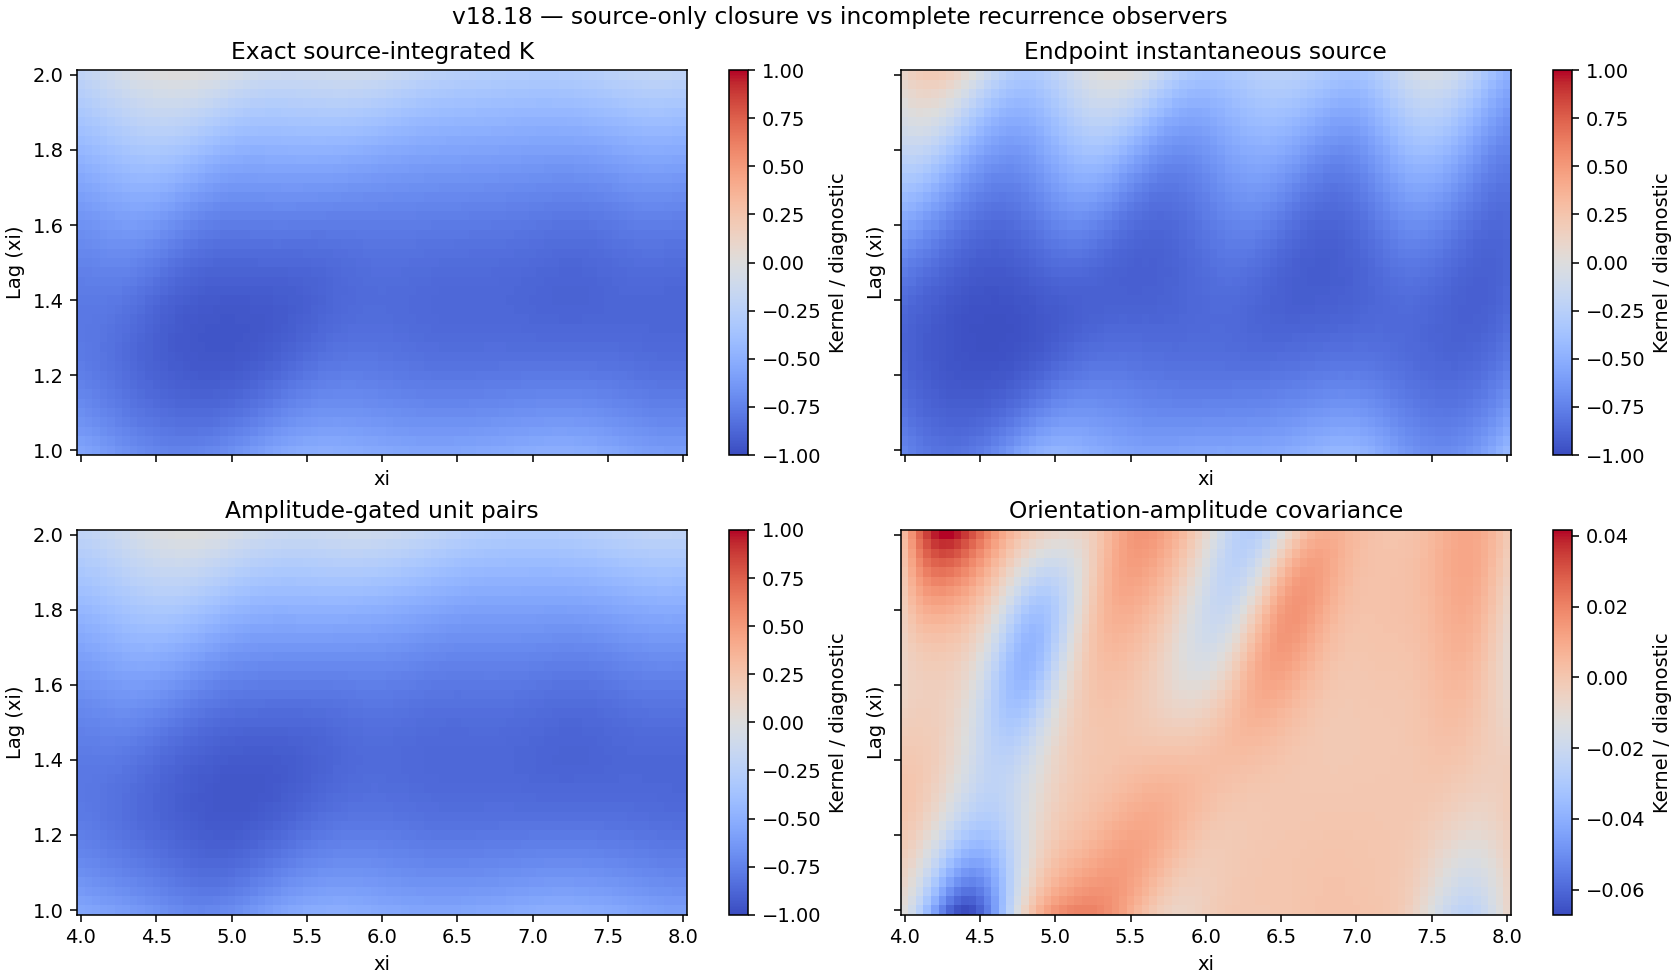 v18.18 — source-only closure vs incomplete recurrence observers
Exact source-integrated K
2.0
1.8
1.6
1.4
1.2
1.0
Lag (xi)
xi
1.00
0.75
0.50
0.25
0.00
−0.25
−0.50
−0.75
−1.00
Kernel / diagnostic
Endpoint instantaneous source
Lag (xi)
xi
1.00
0.75
0.50
0.25
0.00
−0.25
−0.50
−0.75
−1.00
Kernel / diagnostic
Amplitude-gated unit pairs
2.0
1.8
1.6
1.4
1.2
1.0
Lag (xi)
4.0 4.5 5.0 5.5 6.0 6.5 7.0 7.5 8.0
xi
1.00
0.75
0.50
0.25
0.00
−0.25
−0.50
−0.75
−1.00
Kernel / diagnostic
Orientation-amplitude covariance
Lag (xi)
4.0 4.5 5.0 5.5 6.0 6.5 7.0 7.5 8.0
xi
0.04
0.02
0.00
−0.02
−0.04
−0.06
Kernel / diagnostic